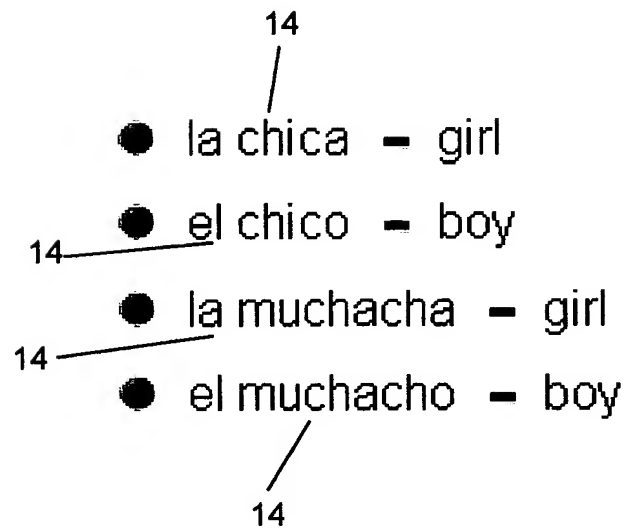 14
● la chica - girl
● el chico - boy
14
● la muchacha - girl
14
● el muchacho - boy
14